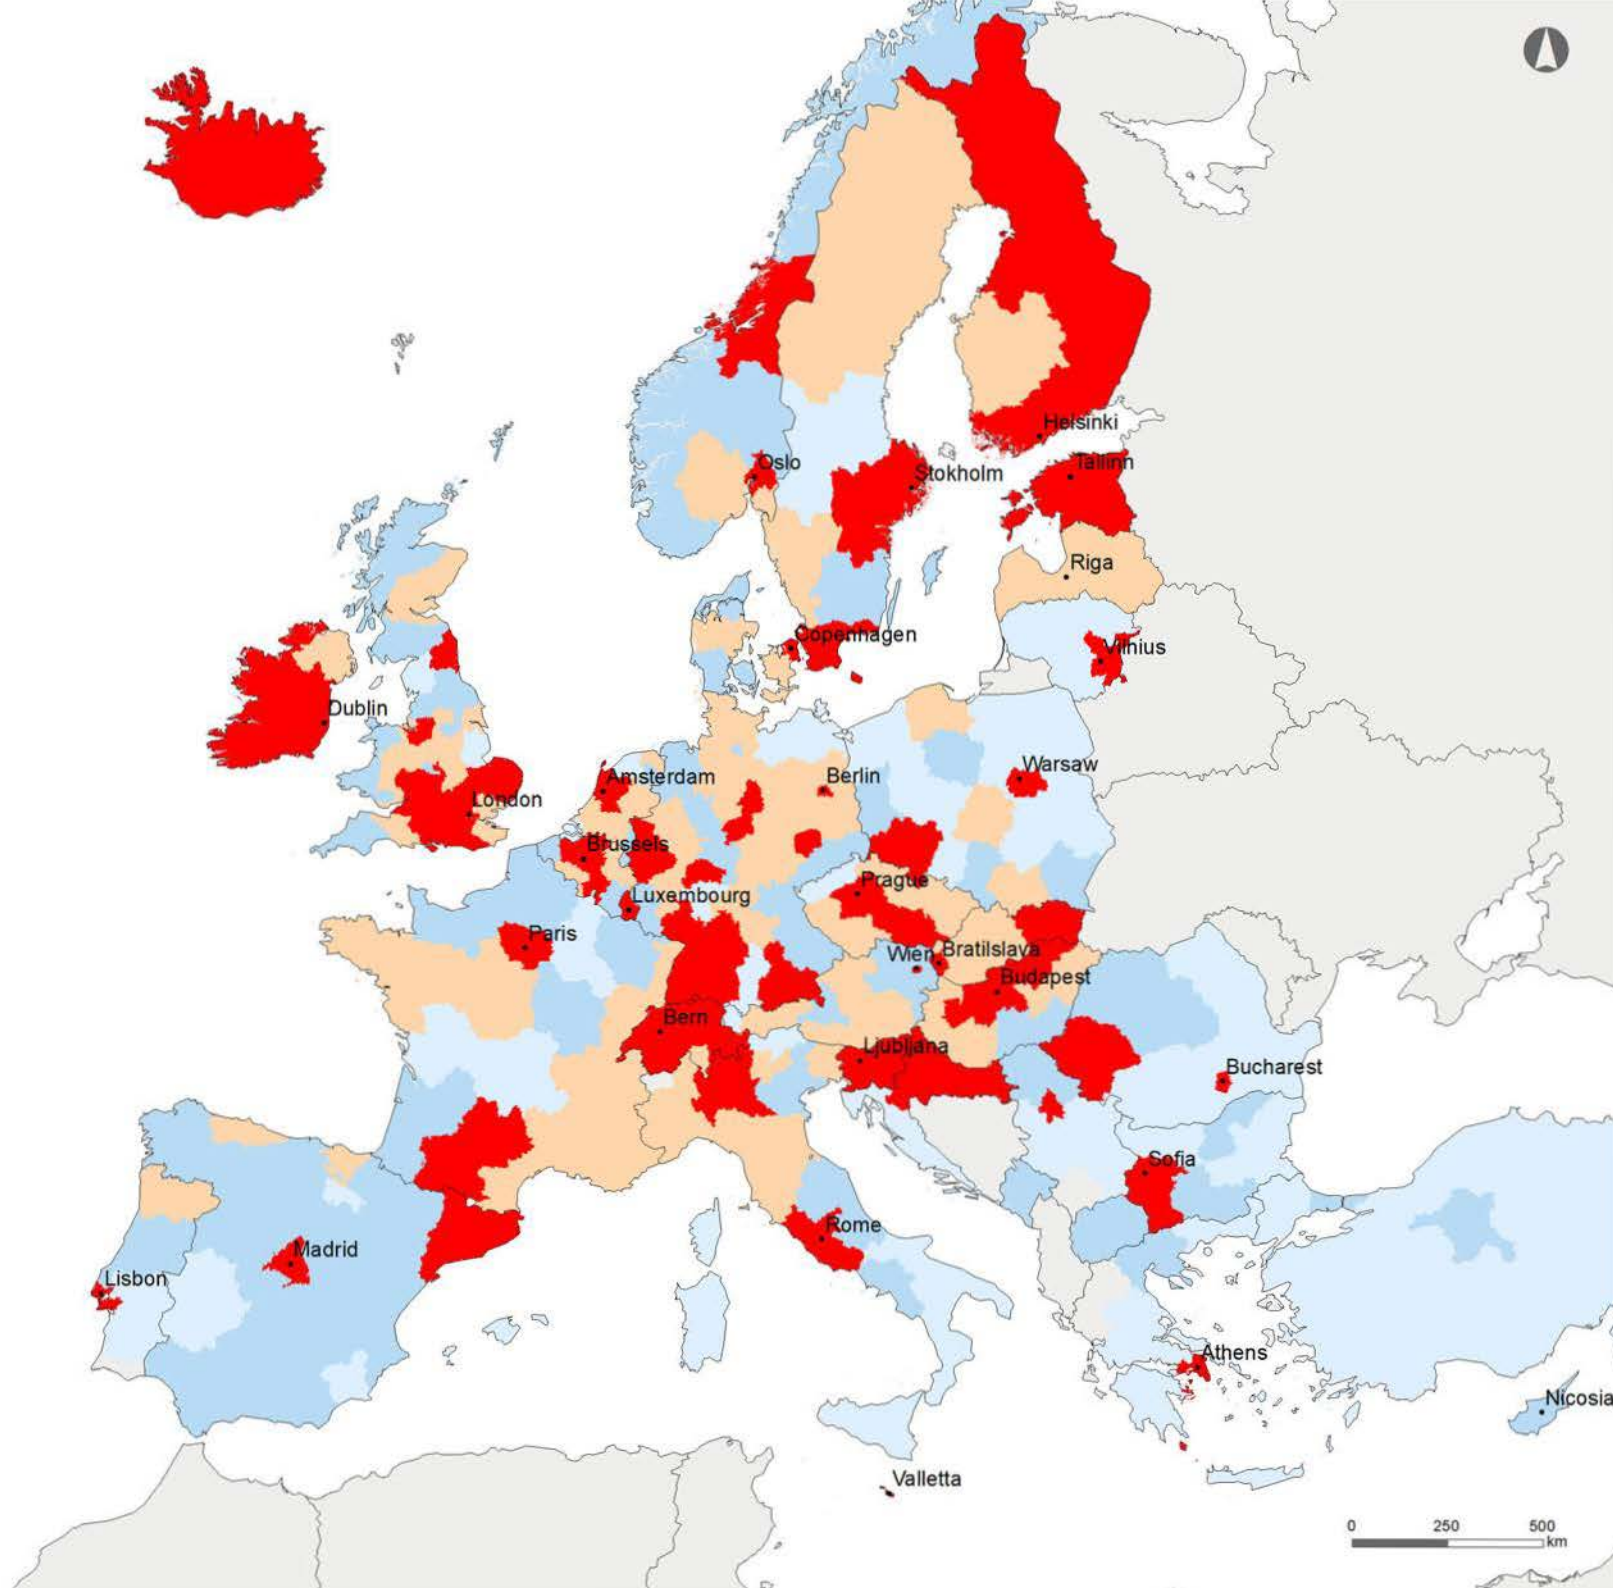 Helsinki
Oslo
Tallinn
Stokholm
Riga
Copenhagen
Vilnius
Dublin
Warsaw
Amsterdam
Berlin
London
Brussels
Prague
Luxembourg
Paris
Wien
Bratilslava
Budapest
Bern
Ljubljana
Bucharest
Sofia
Rome
Madrid
Lisbon
Athens
Nicosia
Valletta
0 250 500
km